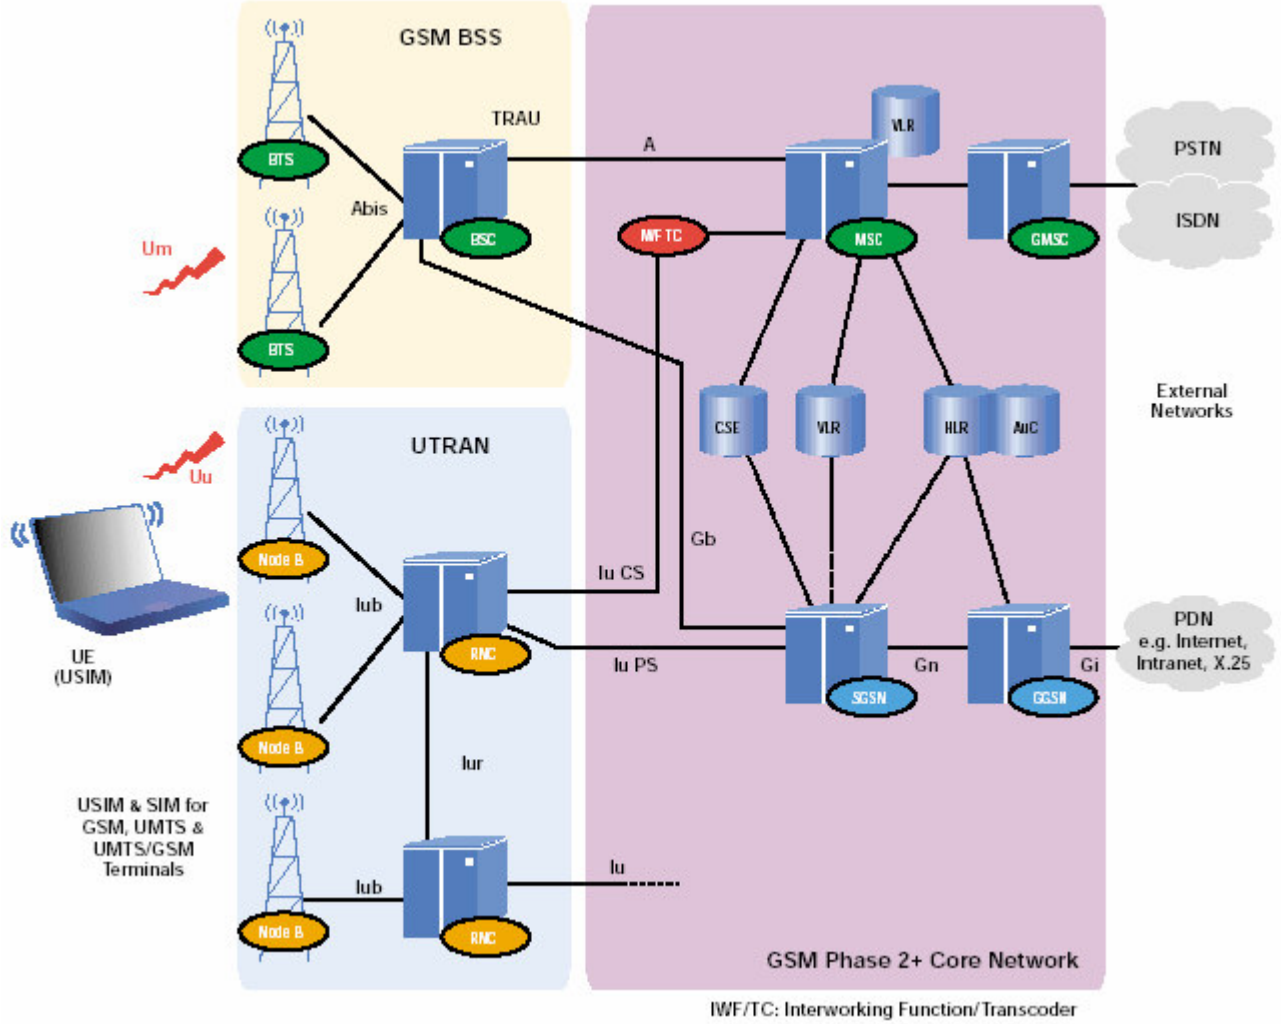 GSM BSS
TRAU
BTS
Abis
BSC
Um
BTS
A
VLR
MSC
GMSC
IWF TC
PSTN
ISDN
CSE
VLR
HLR
AuC
External
Networks
UTRAN
Uu
Node B
UE
(USIM)
Iub
RNC
Iu CS
Gb
Iu PS
SGSN
Gn
GGSN
Gi
PDN
e.g. Internet,
Intranet, X.25
Node B
Iur
USIM & SIM for
GSM, UMTS &
UMTS/GSM
Terminals
Iub
Node B
RNC
Iu
GSM Phase 2+ Core Network
IWF/TC: Interworking Function/Transcoder